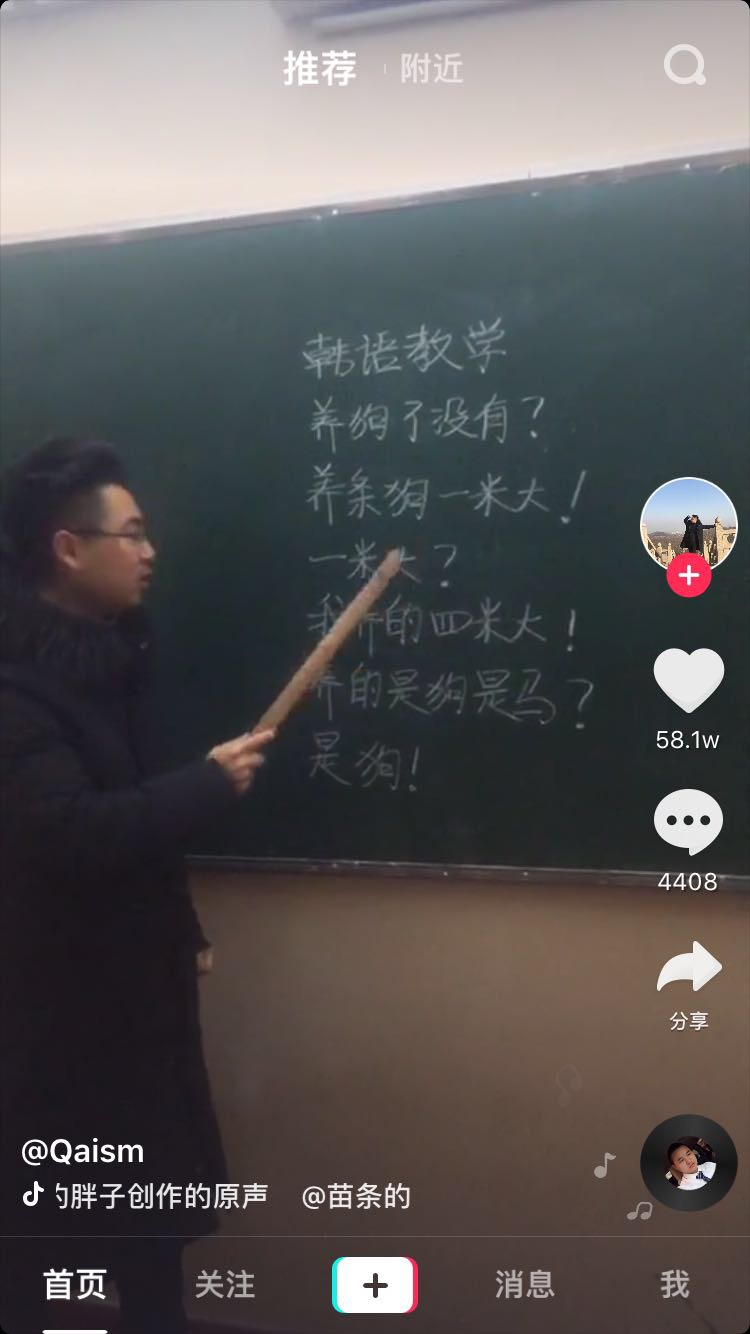 推荐
附近
韩语教学
养狗了没有？
养条狗一米大！
一米大？
我养的四米大！
养的是狗是马？
是狗！
58.1w
4408
分享
@Qaism
的胖子创作的原声 @苗条的
首页
关注
消息
我